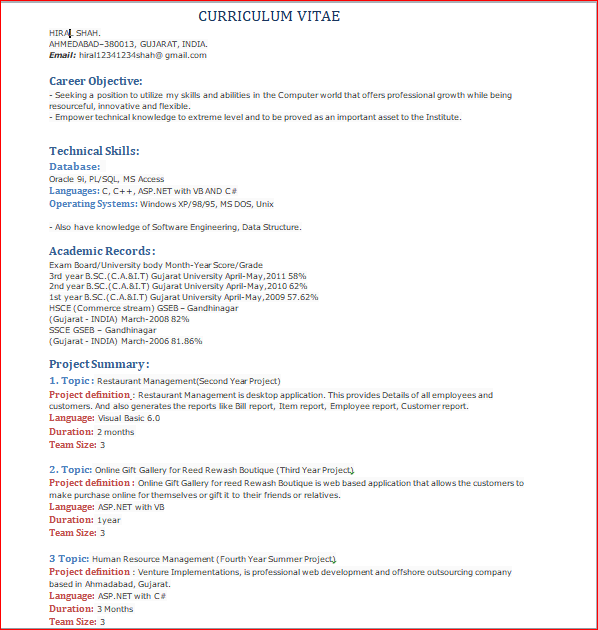 CURRICULUM VITAE
HIRAL SHAH.
AHMEDABAD–380013, GUJARAT, INDIA.
Email: hiral12341234shah@ gmail.com
Career Objective:
- Seeking a position to utilize my skills and abilities in the Computer world that offers professional growth while being
resourceful, innovative and flexible.
- Empower technical knowledge to extreme level and to be proved as an important asset to the Institute.
Technical Skills:
Database:
Oracle 9i, PL/SQL, MS Access
Languages: C, C++, ASP.NET with VB AND C#
Operating Systems: Windows XP/98/95, MS DOS, Unix
- Also have knowledge of Software Engineering, Data Structure.
Academic Records:
Exam Board/University body Month-Year Score/Grade
3rd year B.SC.(C.A.&I.T) Gujarat University April-May,2011 58%
2nd year B.SC.(C.A.&I.T) Gujarat University April-May,2010 62%
1st year B.SC.(C.A.&I.T) Gujarat University April-May,2009 57.62%
HSCE (Commerce stream) GSEB – Gandhinagar
(Gujarat - INDIA) March-2008 82%
SSCE GSEB – Gandhinagar
(Gujarat - INDIA) March-2006 81.86%
Project Summary:
1. Topic: Restaurant Management(Second Year Project)
Project definition : Restaurant Management is desktop application. This provides Details of all employees and
customers. And also generates the reports like Bill report, Item report, Employee report, Customer report.
Language: Visual Basic 6.0
Duration: 2 months
Team Size: 3
2. Topic: Online Gift Gallery for Reed Rewash Boutique (Third Year Project).
Project definition : Online Gift Gallery for reed Rewash Boutique is web based application that allows the customers to
make purchase online for themselves or gift it to their friends or relatives.
Language: ASP.NET with VB
Duration: 1year
Team Size: 3
3 Topic: Human Resource Management (Fourth Year Summer Project).
Project definition : Venture Implementations, is professional web development and offshore outsourcing company
based in Ahmadabad, Gujarat.
Language: ASP.NET with C#
Duration: 3 Months
Team Size: 3